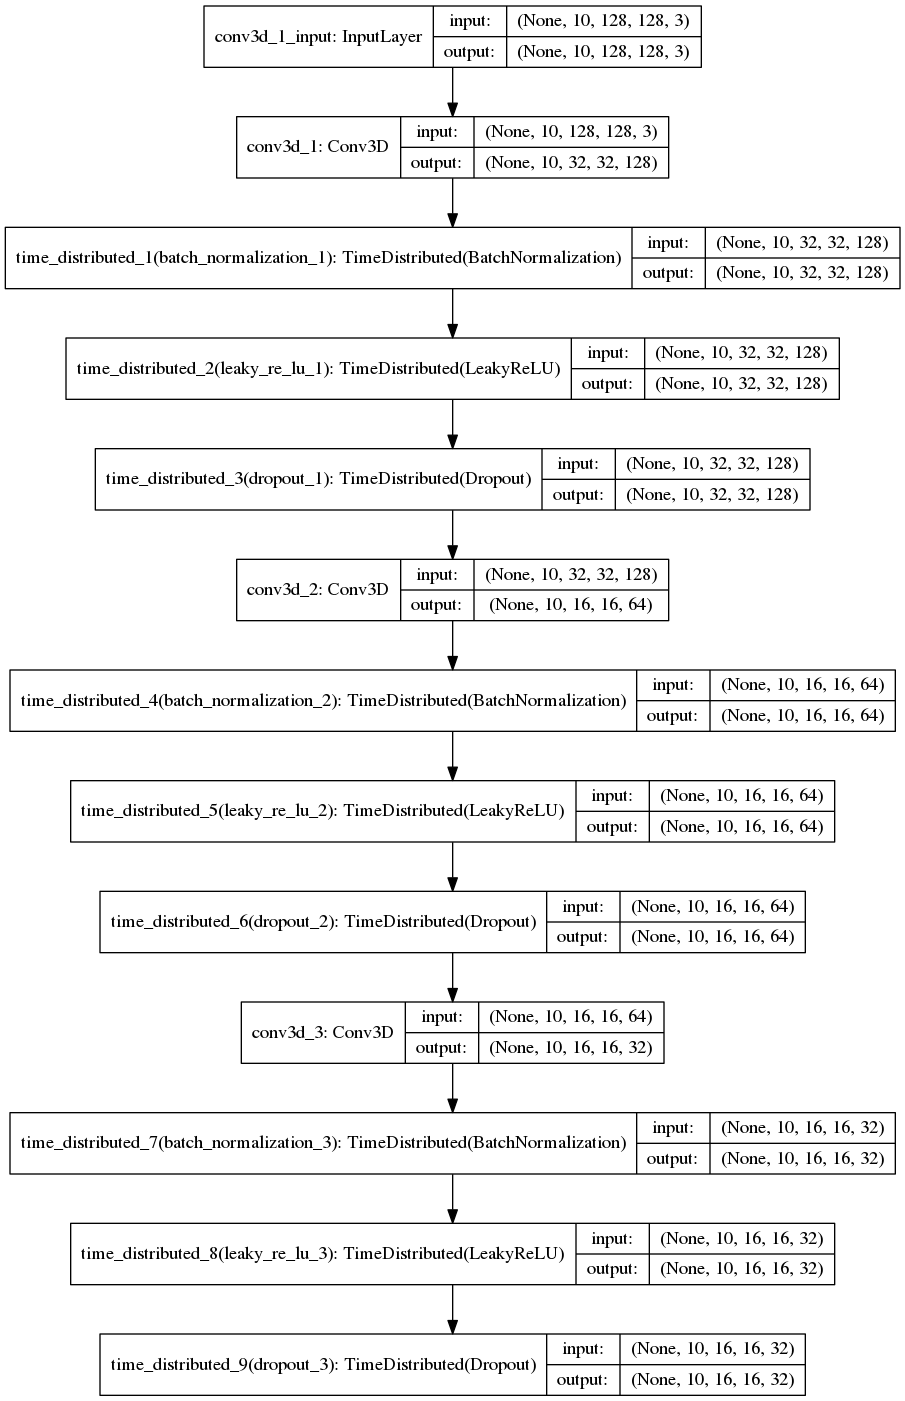 conv3d_1_input: InputLayer
input:
(None, 10, 128, 128, 3)
output:
(None, 10, 128, 128, 3)
conv3d_1: Conv3D
input:
(None, 10, 128, 128, 3)
output:
(None, 10, 32, 32, 128)
time_distributed_1(batch_normalization_1): TimeDistributed(BatchNormalization)
input:
(None, 10, 32, 32, 128)
output:
(None, 10, 32, 32, 128)
time_distributed_2(leaky_re_lu_1): TimeDistributed(LeakyReLU)
input:
(None, 10, 32, 32, 128)
output:
(None, 10, 32, 32, 128)
time_distributed_3(dropout_1): TimeDistributed(Dropout)
input:
(None, 10, 32, 32, 128)
output:
(None, 10, 32, 32, 128)
conv3d_2: Conv3D
input:
(None, 10, 32, 32, 128)
output:
(None, 10, 16, 16, 64)
time_distributed_4(batch_normalization_2): TimeDistributed(BatchNormalization)
input:
(None, 10, 16, 16, 64)
output:
(None, 10, 16, 16, 64)
time_distributed_5(leaky_re_lu_2): TimeDistributed(LeakyReLU)
input:
(None, 10, 16, 16, 64)
output:
(None, 10, 16, 16, 64)
time_distributed_6(dropout_2): TimeDistributed(Dropout)
input:
(None, 10, 16, 16, 64)
output:
(None, 10, 16, 16, 64)
conv3d_3: Conv3D
input:
(None, 10, 16, 16, 64)
output:
(None, 10, 16, 16, 32)
time_distributed_7(batch_normalization_3): TimeDistributed(BatchNormalization)
input:
(None, 10, 16, 16, 32)
output:
(None, 10, 16, 16, 32)
time_distributed_8(leaky_re_lu_3): TimeDistributed(LeakyReLU)
input:
(None, 10, 16, 16, 32)
output:
(None, 10, 16, 16, 32)
time_distributed_9(dropout_3): TimeDistributed(Dropout)
input:
(None, 10, 16, 16, 32)
output:
(None, 10, 16, 16, 32)